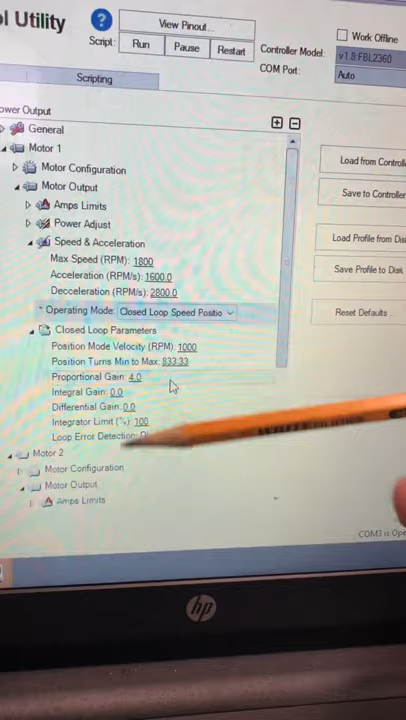 ol Utility
View Pinout...
Script:
Run
Pause
Restart
Work Offline
Controller Model:
v1.8:FBL2360
COM Port:
Auto
Scripting
ower Output
General
Motor 1
Motor Configuration
Motor Output
Amps Limits
Power Adjust
Speed & Acceleration
Max Speed (RPM): 1800
Acceleration (RPM/s): 1600.0
Decceleration (RPM/s): 2800.0
* Operating Mode: Closed Loop Speed Positio
Closed Loop Parameters
Position Mode Velocity (RPM): 1000
Position Turns Min to Max: 833.33
Proportional Gain: 4.0
Integral Gain: 0.0
Differential Gain: 0.0
Integrator Limit (%): 100
Loop Error Detection:
Motor 2
Motor Configuration
Motor Output
Amps Limits
Load from Control
Save to Controller
Load Profile from Dis
Save Profile to Disk
Reset Defaults...
COM3 is Ope
hp